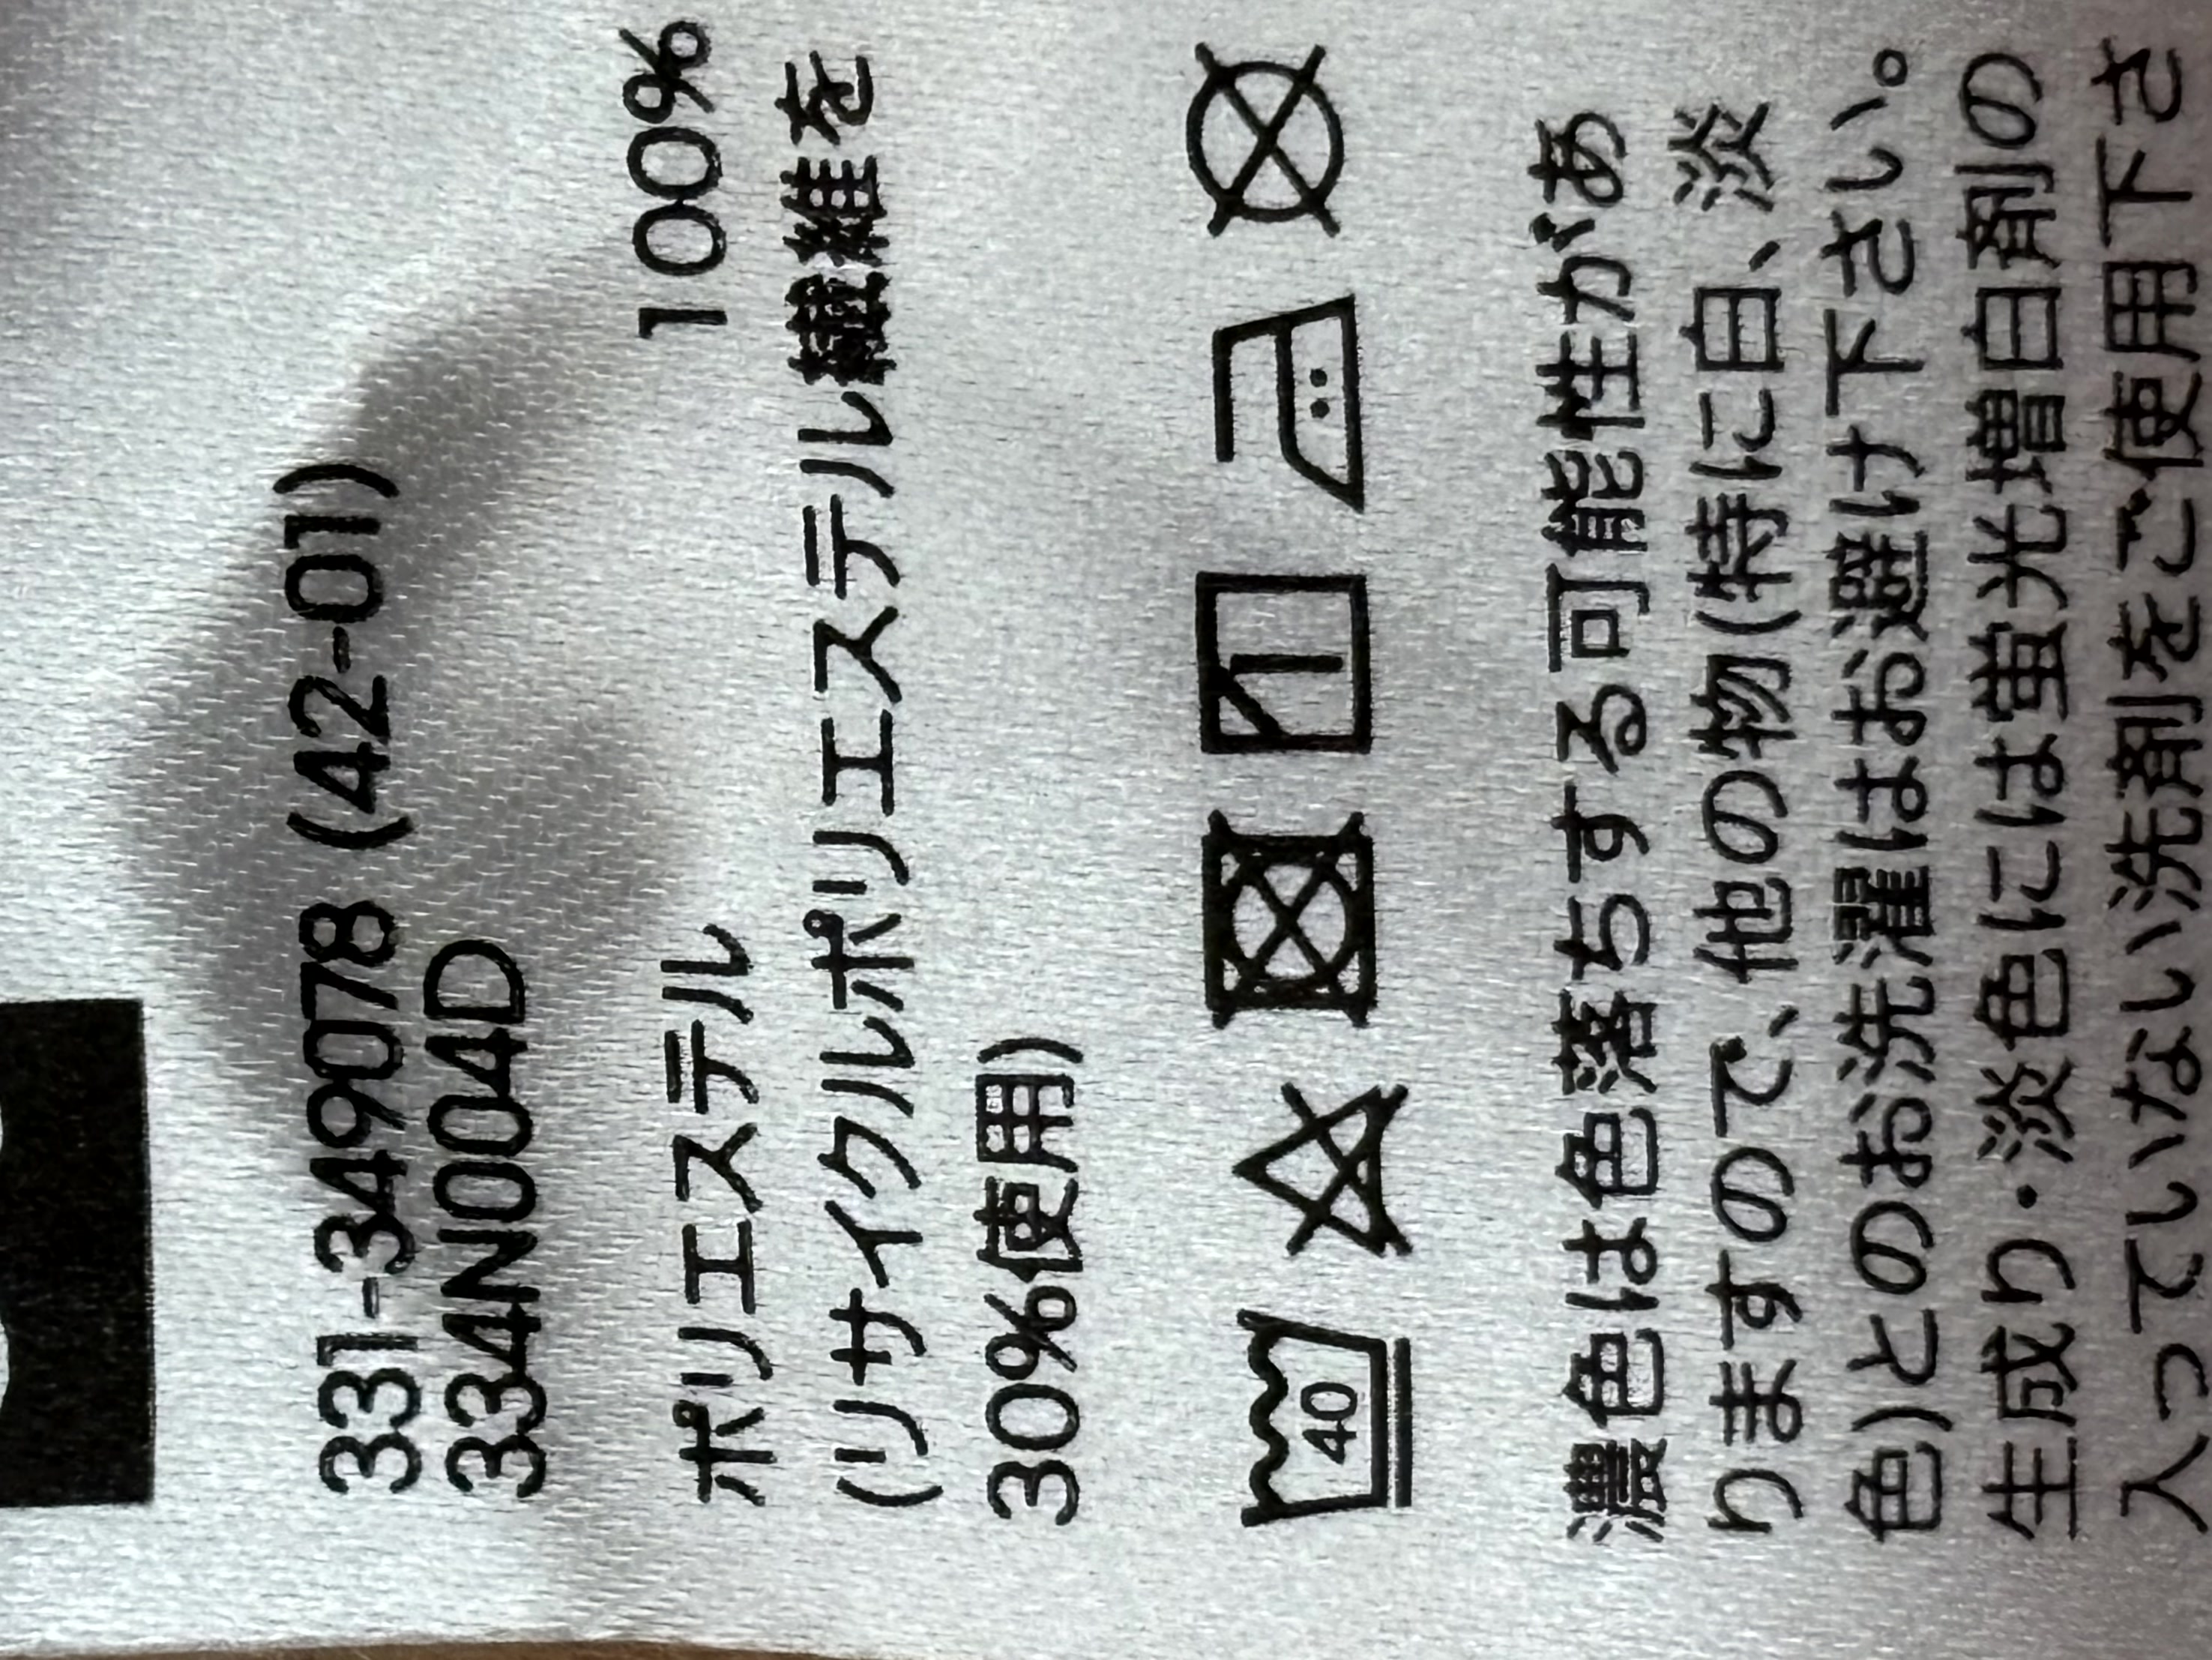 331-349078 (42-01)
334N004D
ポリエステル 100%
(リサイクルポリエステル繊維を
30%使用)
40
濃色は色落ちする可能性があ
りますので、他の物(特に白、淡
色)とのお洗濯はお避け下さい。
生成り・淡色には蛍光増白剤の
入っていない洗剤をご使用下さ